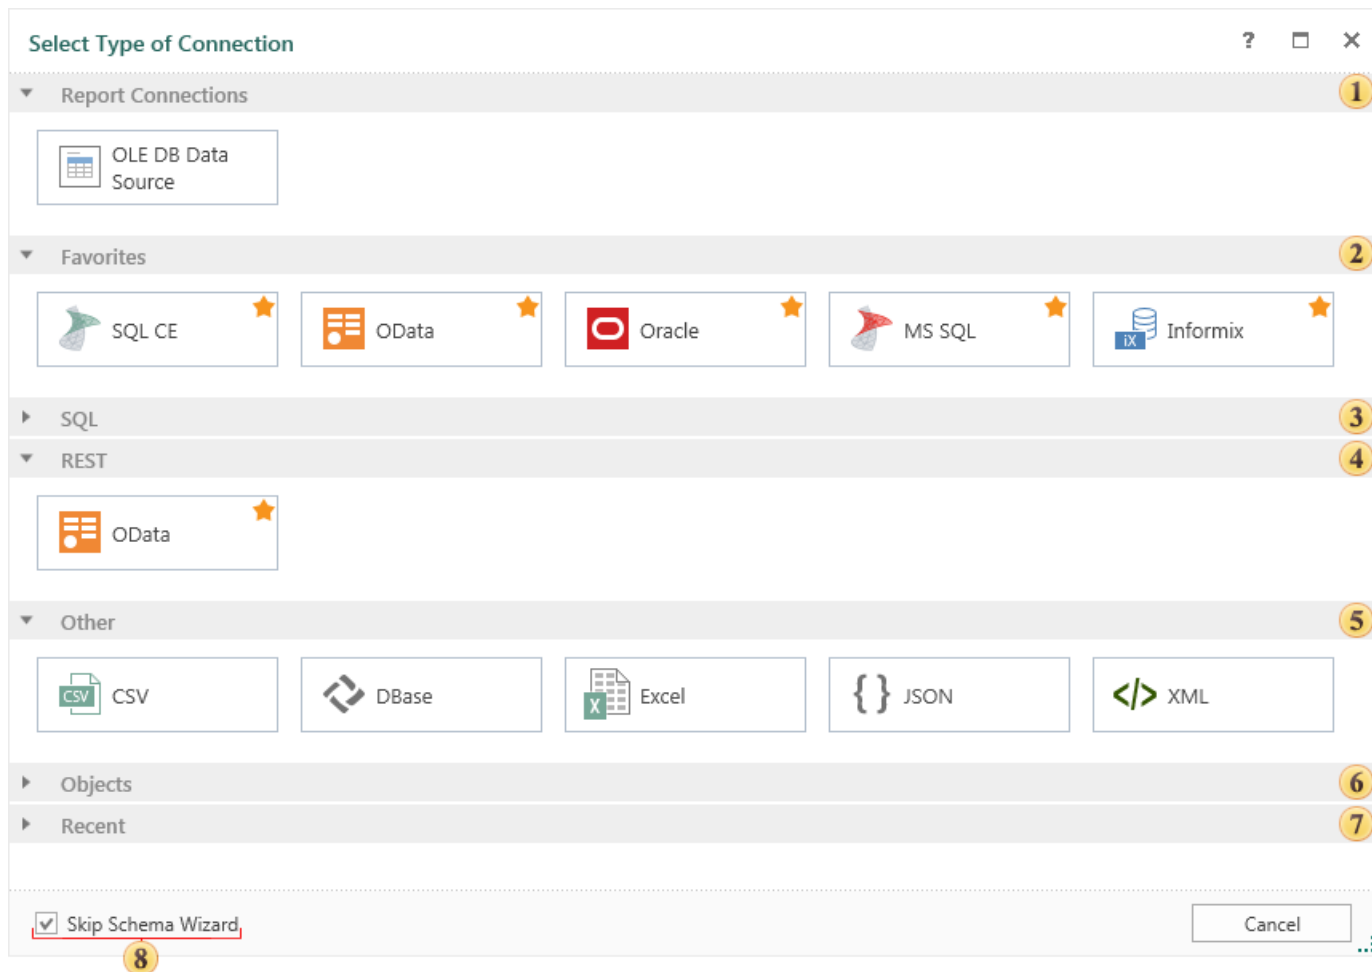 Select Type of Connection ?
Report Connections 1
OLE DB Data
Source
Favorites 2
SQL CE OData Oracle MS SQL iX Informix
SQL 3
REST 4
OData
Other 5
CSV CSV DBase X Excel { } JSON </> XML
Objects 6
Recent 7
Skip Schema Wizard Cancel
8